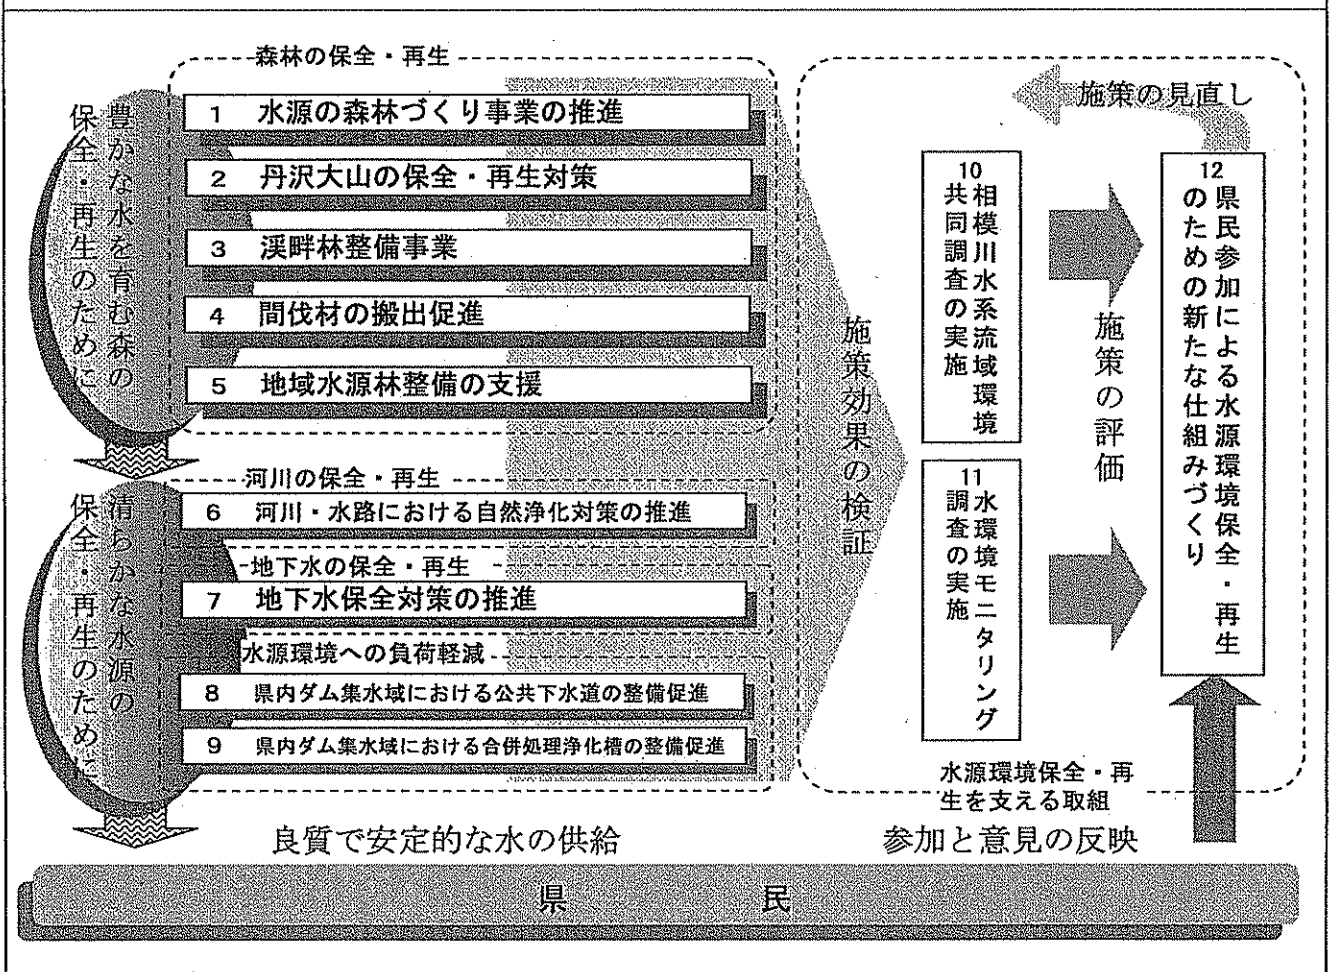 森林の保全・再生
豊かな水を育む森の
保全・再生のために
1 水源の森林づくり事業の推進
2 丹沢大山の保全・再生対策
3 渓畔林整備事業
4 間伐材の搬出促進
5 地域水源林整備の支援
清らかな水源の
保全・再生のために
河川の保全・再生
6 河川・水路における自然浄化対策の推進
地下水の保全・再生
7 地下水保全対策の推進
水源環境への負荷軽減
8 県内ダム集水域における公共下水道の整備促進
9 県内ダム集水域における合併処理浄化槽の整備促進
施策効果の検証
10
相模川水系流域環境
共同調査の実施
11
水環境モニタリング
調査の実施
施策の評価
施策の見直し
12
県民参加による水源環境保全・再生
のための新たな仕組みづくり
水源環境保全・再
生を支える取組
良質で安定的な水の供給
参加と意見の反映
県 民